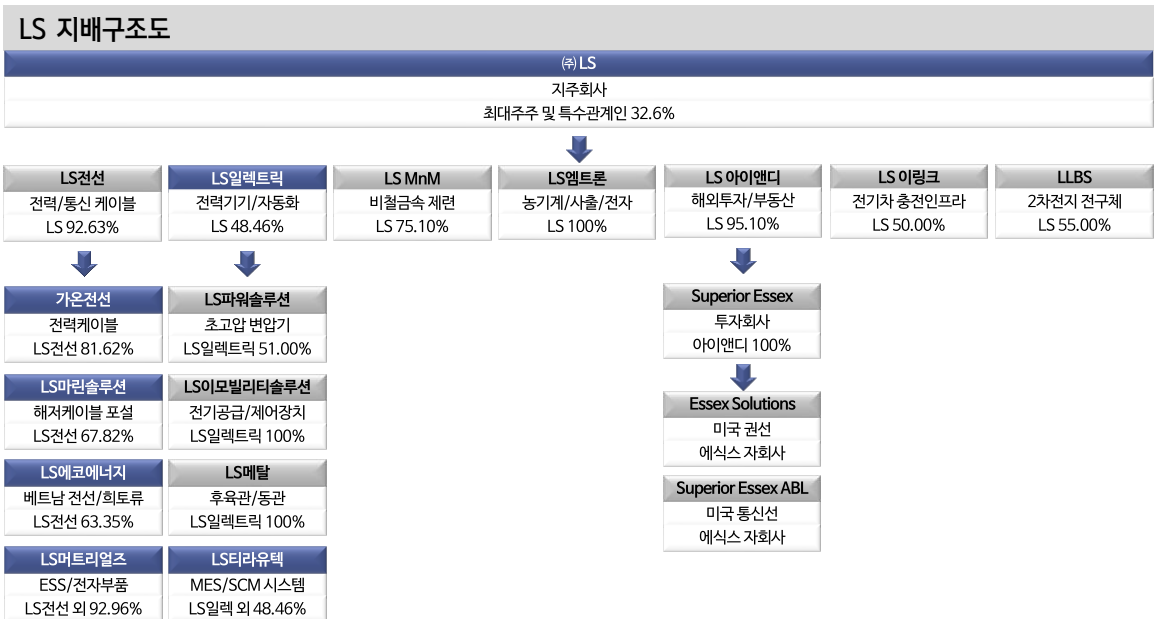 LS 지배구조도
㈜ LS
지주회사
최대주주 및 특수관계인 32.6%
LS전선
전력/통신 케이블
LS 92.63%
LS일렉트릭
전력기기/자동화
LS 48.46%
LS MnM
비철금속 제련
LS 75.10%
LS엠트론
농기계/사출/전자
LS 100%
LS 아이앤디
해외투자/부동산
LS 95.10%
LS 이링크
전기차 충전인프라
LS 50.00%
LLBS
2차전지 전구체
LS 55.00%
가온전선
전력케이블
LS전선 81.62%
LS마린솔루션
해저케이블 포설
LS전선 67.82%
LS에코에너지
베트남 전선/희토류
LS전선 63.35%
LS머트리얼즈
ESS/전자부품
LS전선 외 92.96%
LS파워솔루션
초고압 변압기
LS일렉트릭 51.00%
LS이모빌리티솔루션
전기공급/제어장치
LS일렉트릭 100%
LS메탈
후육관/동관
LS일렉트릭 100%
LS티라유텍
MES/SCM 시스템
LS일렉 외 48.46%
Superior Essex
투자회사
아이앤디 100%
Essex Solutions
미국 권선
에식스 자회사
Superior Essex ABL
미국 통신선
에식스 자회사